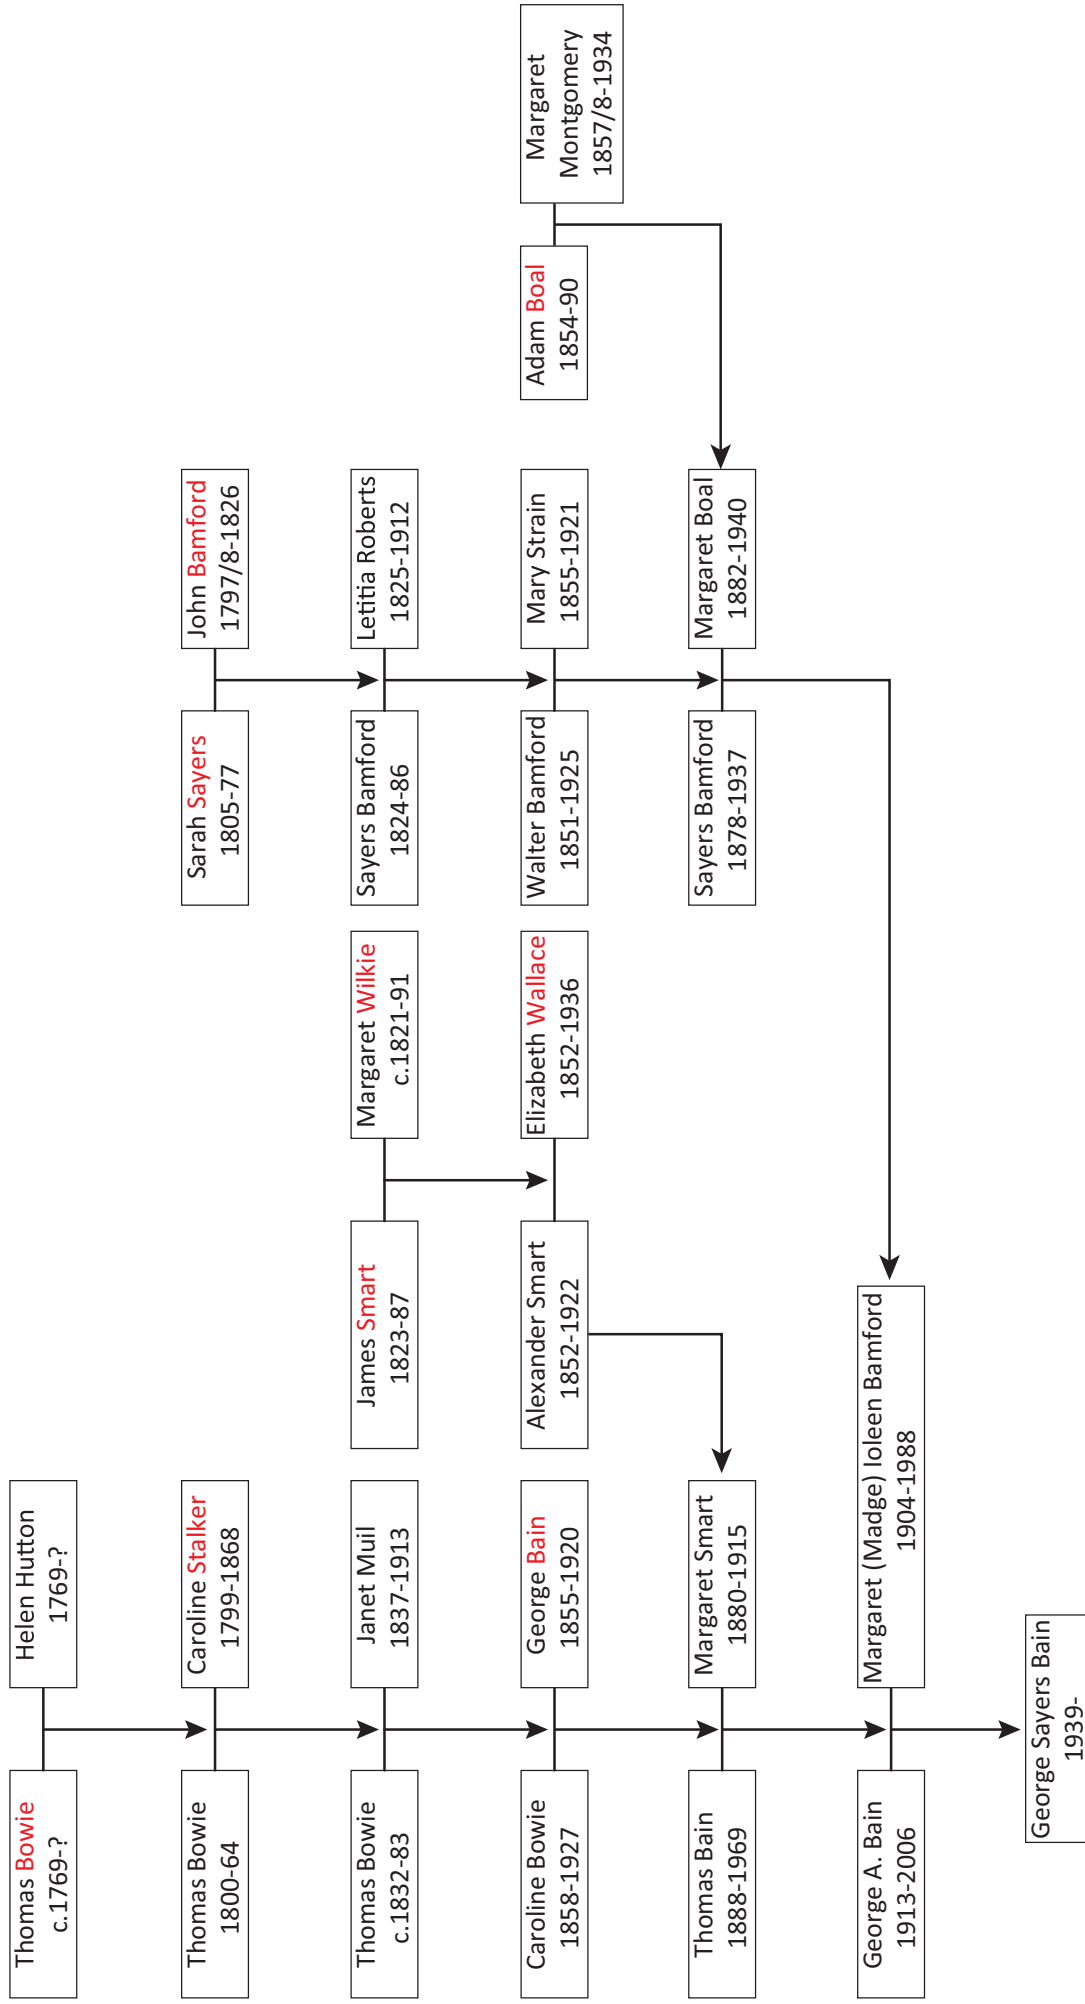 Thomas Bowie
c.1769-?
Helen Hutton
1769-?
Thomas Bowie
1800-64
Caroline Stalker
1799-1868
Sarah Sayers
1805-77
John Bamford
1797/8-1826
Thomas Bowie
c.1832-83
Janet Muil
1837-1913
James Smart
1823-87
Margaret Wilkie
c.1821-91
Sayers Bamford
1824-86
Letitia Roberts
1825-1912
Caroline Bowie
1858-1927
George Bain
1855-1920
Alexander Smart
1852-1922
Elizabeth Wallace
1852-1936
Walter Bamford
1851-1925
Mary Strain
1855-1921
Adam Boal
1854-90
Margaret
Montgomery
1857/8-1934
Thomas Bain
1888-1969
Margaret Smart
1880-1915
Sayers Bamford
1878-1937
Margaret Boal
1882-1940
George A. Bain
1913-2006
Margaret (Madge) Ioleen Bamford
1904-1988
George Sayers Bain
1939-